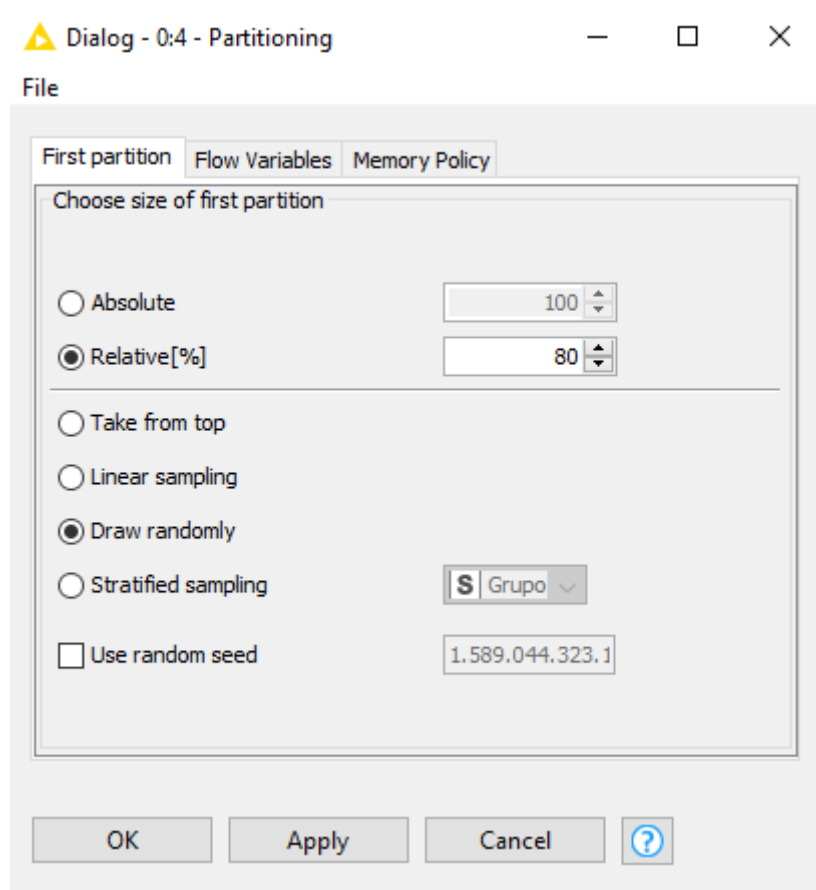 Dialog - 0:4 - Partitioning
File
First partition Flow Variables Memory Policy
Choose size of first partition
Absolute 100
Relative[%] 80
Take from top
Linear sampling
Draw randomly
Stratified sampling S Grupo
Use random seed 1.589.044.323.1
OK Apply Cancel ?